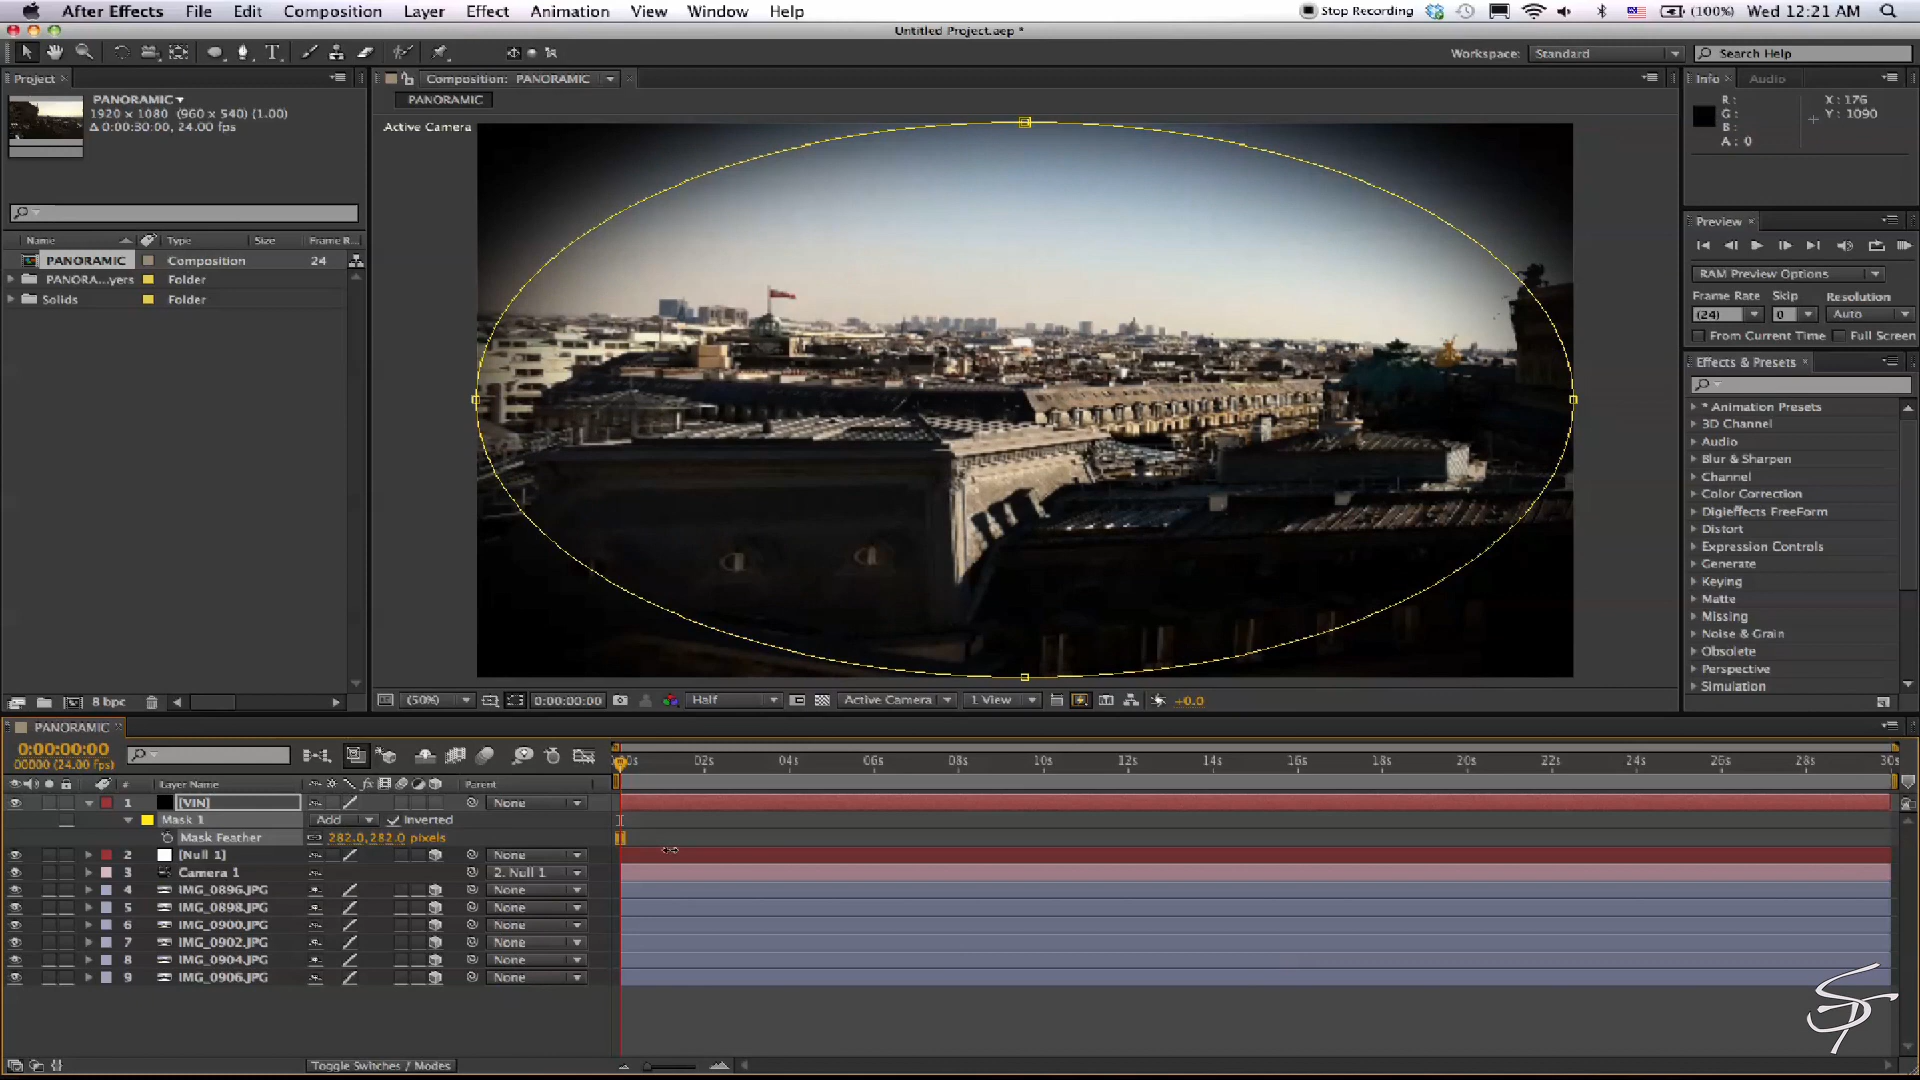 After Effects File Edit Composition Layer Effect Animation View Window Help
Stop Recording (100%) Wed 12:21 AM
Untitled Project.aep *
Workspace: Standard Search Help
Project
PANORAMIC
1920 x 1080 (960 x 540) (1.00)
Δ 0:00:30:00, 24.00 fps
Name Type Size Frame R...
PANORAMIC Composition 24
PANORA...yers Folder
Solids Folder
8 bpc
Composition: PANORAMIC
PANORAMIC
Active Camera
(50%) 0:00:00:00 Half Active Camera 1 View +0.0
Info Audio
R: X: 176
G: Y: 1090
B:
A: 0
Preview
RAM Preview Options
Frame Rate Skip Resolution
(24) 0 Auto
From Current Time Full Screen
Effects & Presets
* Animation Presets
3D Channel
Audio
Blur & Sharpen
Channel
Color Correction
Digieffects FreeForm
Distort
Expression Controls
Generate
Keying
Matte
Missing
Noise & Grain
Obsolete
Perspective
Simulation
PANORAMIC
0:00:00:00
00000 (24.00 fps)
02s 04s 06s 08s 10s 12s 14s 16s 18s 20s 22s 24s 26s 28s 30s
# Layer Name Parent
1 [VIN] None
Mask 1 Add Inverted
Mask Feather 282.0,282.0 pixels
2 [Null 1] None
3 Camera 1 2. Null 1
4 IMG_0896.JPG None
5 IMG_0898.JPG None
6 IMG_0900.JPG None
7 IMG_0902.JPG None
8 IMG_0904.JPG None
9 IMG_0906.JPG None
Toggle Switches / Modes